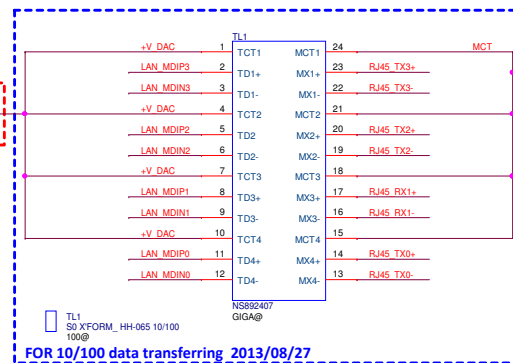 TL1
+V_DAC 1 TCT1 MCT1 24 MCT
LAN_MDIP3 2 TD1+ MX1+ 23 RJ45_TX3+
LAN_MDIN3 3 TD1- MX1- 22 RJ45_TX3-
+V_DAC 4 TCT2 MCT2 21
LAN_MDIP2 5 TD2 MX2+ 20 RJ45_TX2+
LAN_MDIN2 6 TD2- MX2- 19 RJ45_TX2-
+V_DAC 7 TCT3 MCT3 18
LAN_MDIP1 8 TD3+ MX3+ 17 RJ45_RX1+
LAN_MDIN1 9 TD3- MX3- 16 RJ45_RX1-
+V_DAC 10 TCT4 MCT4 15
LAN_MDIP0 11 TD4+ MX4+ 14 RJ45_TX0+
LAN_MDIN0 12 TD4- MX4- 13 RJ45_TX0-
NS892407
GIGA@
TL1
S0 X'FORM_ HH-065 10/100
100@
FOR 10/100 data transferring 2013/08/27